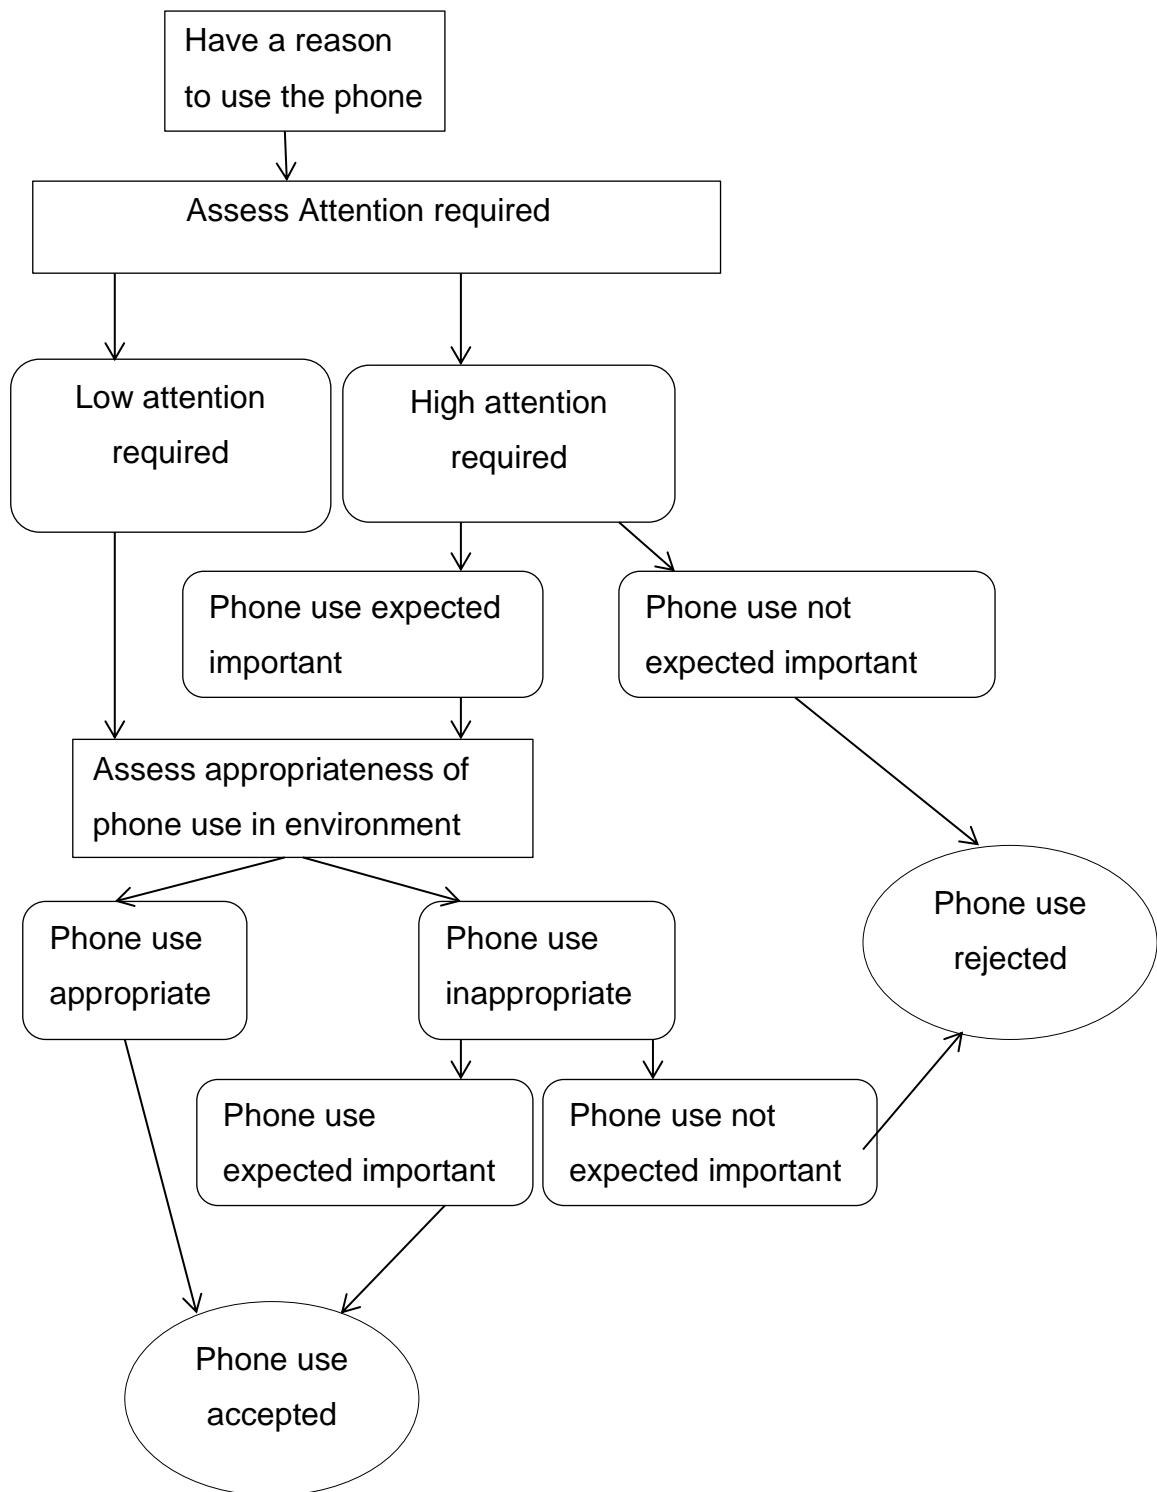 Have a reason
to use the phone
Assess Attention required
Low attention
required
High attention
required
Phone use expected
important
Phone use not
expected important
Assess appropriateness of
phone use in environment
Phone use
rejected
Phone use
appropriate
Phone use
inappropriate
Phone use
expected important
Phone use not
expected important
Phone use
accepted